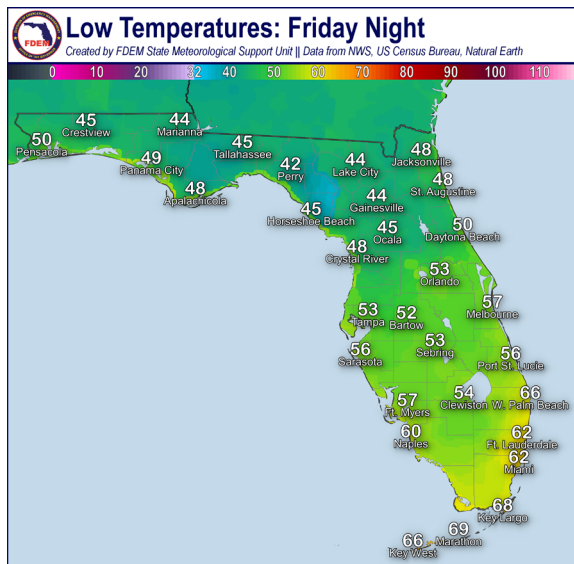 FDEM
Low Temperatures: Friday Night
Created by FDEM State Meteorological Support Unit || Data from NWS, US Census Bureau, Natural Earth
0 10 20 30 32 40 50 60 70 80 90 100 110
45
Crestview
44
Marianna
50
Pensacola
45
Tallahassee
49
Panama City
42
Perry
44
Lake City
48
Jacksonville
48
Apalachicola
48
St. Augustine
44
Gainesville
45
Horseshoe Beach
45
Ocala
50
Daytona Beach
48
Crystal River
53
Orlando
57
Melbourne
53
Tampa
52
Bartow
56
Sarasota
53
Sebring
56
Port St. Lucie
57
Ft. Myers
54
Clewiston
66
W. Palm Beach
60
Naples
62
Ft. Lauderdale
62
Miami
68
Key Largo
69
Marathon
66
Key West